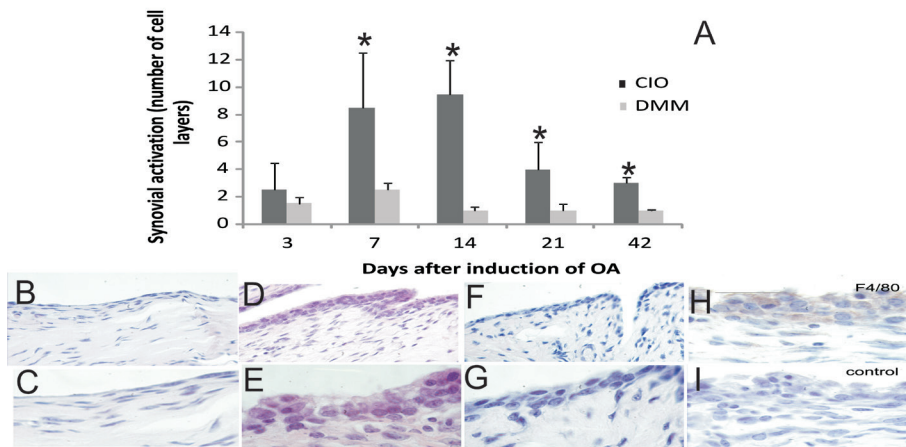 A
Synovial activation (number of cell
layers)
14
12
10
8
6
4
2
0
*
*
*
*
CIO
DMM
3 7 14 21 42
Days after induction of OA
B
D
F
H
F4/80
C
E
G
I
control